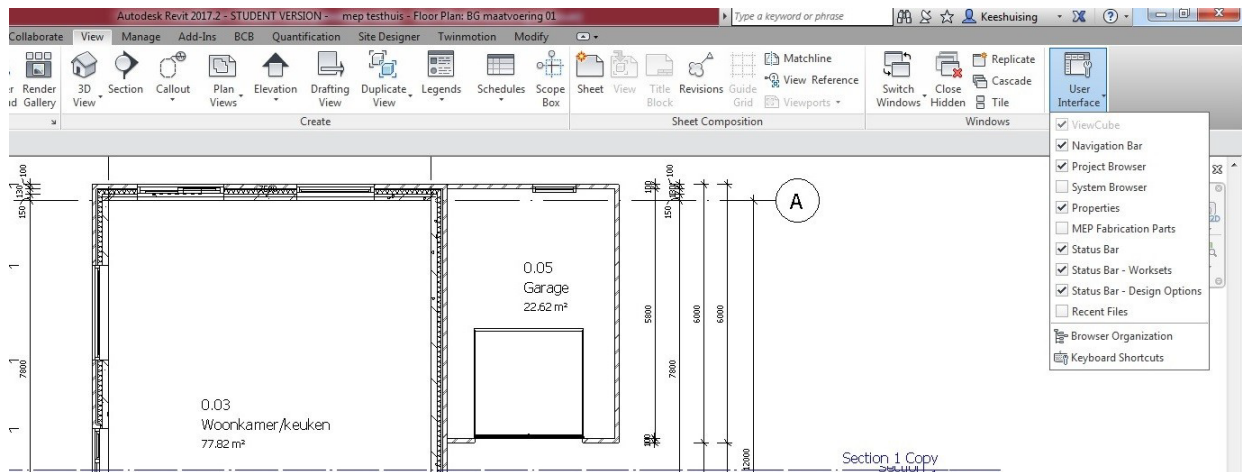 Autodesk Revit 2017.2 - STUDENT VERSION - mep testhuis - Floor Plan: BG maatvoering 01
Type a keyword or phrase
Keeshuising
Collaborate View Manage Add-Ins BCB Quantification Site Designer Twinmotion Modify
Render
Gallery
3D
View
Section
Callout
Plan
Views
Elevation
Drafting
View
Duplicate
View
Legends
Schedules
Scope
Box
Sheet
View
Title
Block
Revisions
Guide
Grid
Matchline
View Reference
Viewports
Switch
Windows
Close
Hidden
Replicate
Cascade
Tile
User
Interface
Create
Sheet Composition
Windows
ViewCube
Navigation Bar
Project Browser
System Browser
Properties
MEP Fabrication Parts
Status Bar
Status Bar - Worksets
Status Bar - Design Options
Recent Files
Browser Organization
Keyboard Shortcuts
A
0.05
Garage
22.62 m²
0.03
Woonkamer/keuken
77.82 m²
100
130
150
7800
100
150
5800
7800
6000
6000
12000
Section 1 Copy